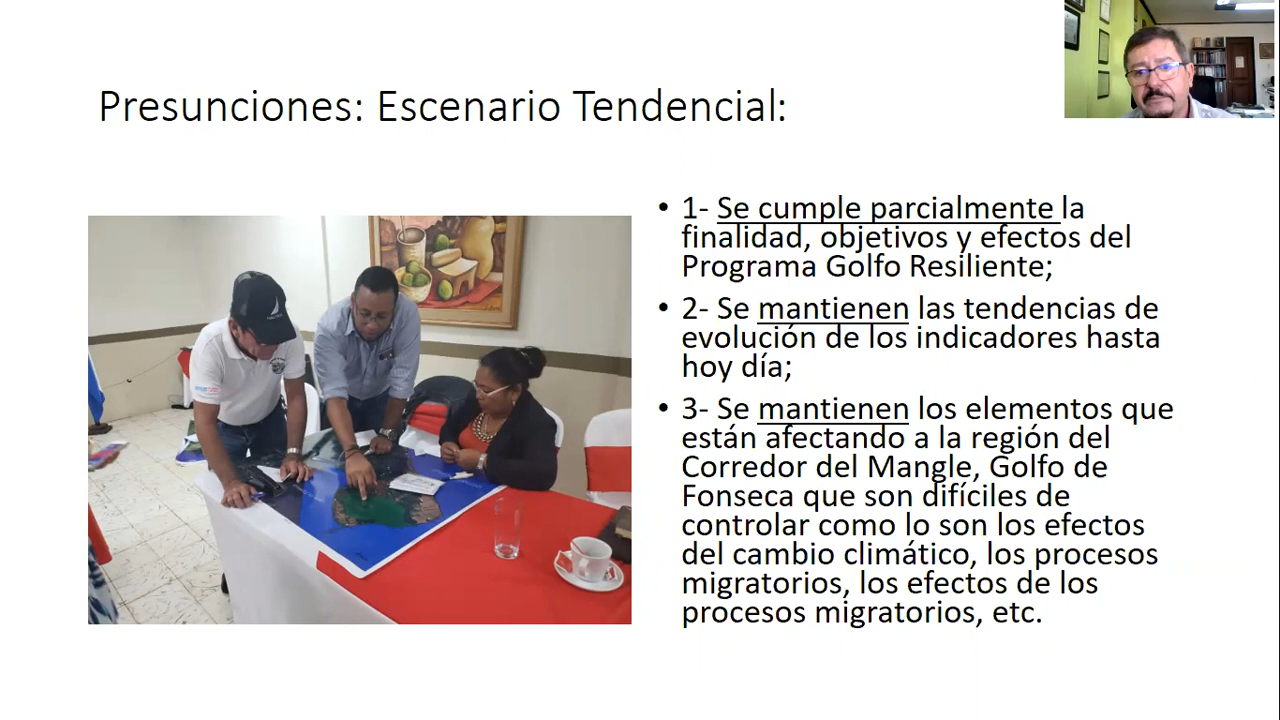 Presunciones: Escenario Tendencial:
• 1- Se cumple parcialmente la
finalidad, objetivos y efectos del
Programa Golfo Resiliente;
• 2- Se mantienen las tendencias de
evolución de los indicadores hasta
hoy día;
• 3- Se mantienen los elementos que
están afectando a la región del
Corredor del Mangle, Golfo de
Fonseca que son difíciles de
controlar como lo son los efectos
del cambio climático, los procesos
migratorios, los efectos de los
procesos migratorios, etc.